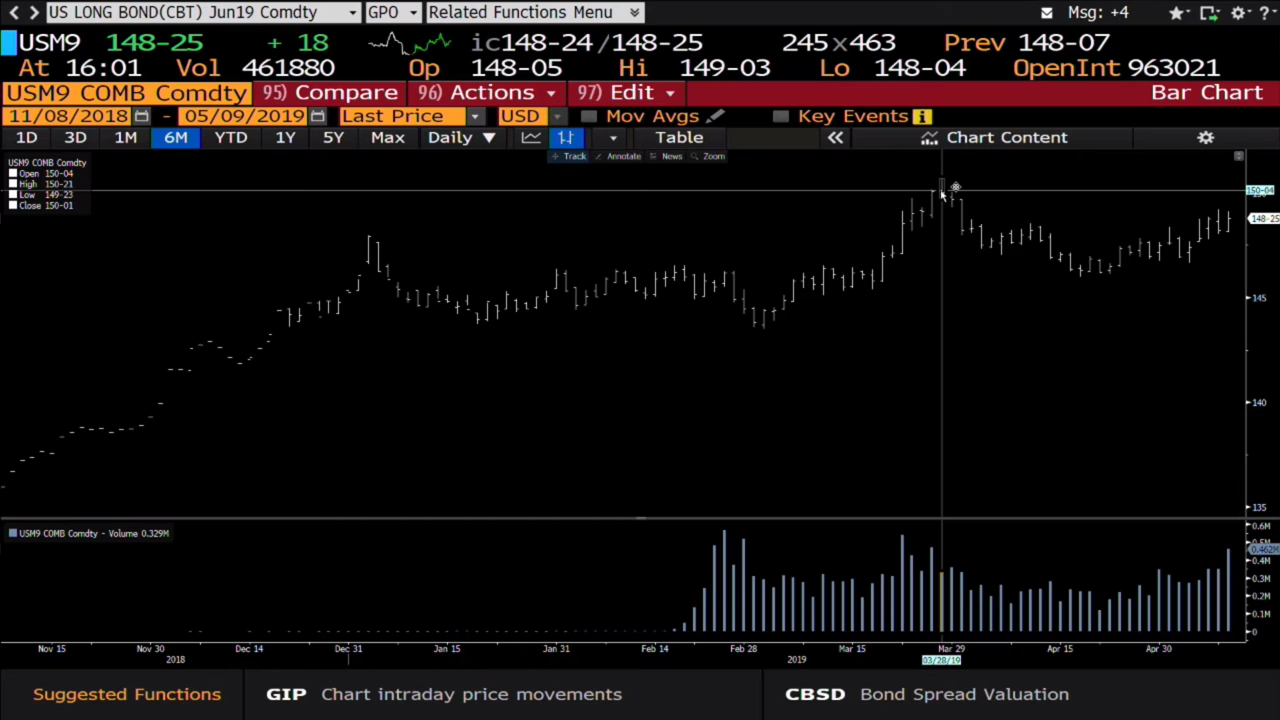 US LONG BOND(CBT) Jun19 Comdty GPO Related Functions Menu Msg: +4 ?
USM9 148-25 + 18 ic148-24 /148-25 245x463 Prev 148-07
At 16:01 Vol 461880 Op 148-05 Hi 149-03 Lo 148-04 OpenInt 963021
USM9 COMB Comdty 95) Compare 96) Actions 97) Edit Bar Chart
11/08/2018 - 05/09/2019 Last Price USD Mov Avgs Key Events i
1D 3D 1M 6M YTD 1Y 5Y Max Daily ▼ Table « Chart Content
Track Annotate News Zoom
USM9 COMB Comdty
Open 150-04
High 150-21
Low 149-23
Close 150-01
150-04
148-25
145
140
135
USM9 COMB Comdty - Volume 0.329M
0.6M
0.462M
0.4M
0.3M
0.2M
0.1M
0
Nov 15 Nov 30 Dec 14 Dec 31 Jan 15 Jan 31 Feb 14 Feb 28 Mar 15 Mar 29 Apr 15 Apr 30
2018 2019 03/28/19
Suggested Functions GIP Chart intraday price movements CBSD Bond Spread Valuation